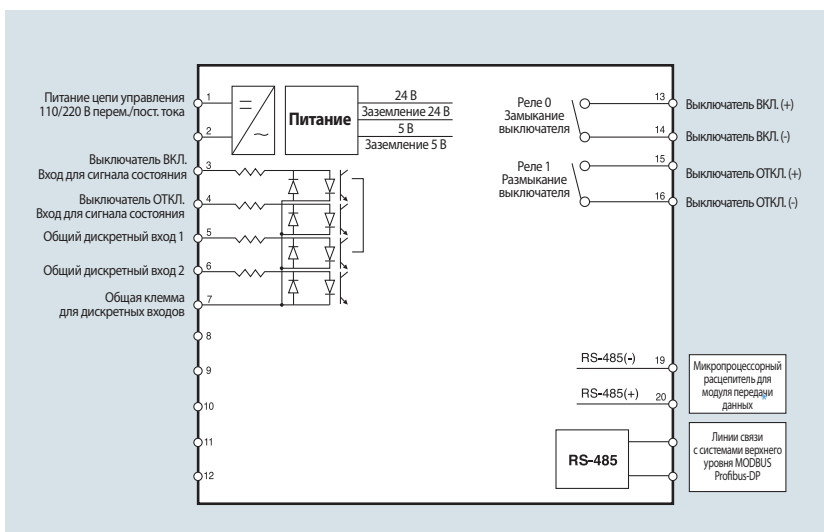 Питание цепи управления
110/220 В перем./пост. тока
1
2
Выключатель ВКЛ.
Вход для сигнала состояния
3
Выключатель ОТКЛ.
Вход для сигнала состояния
4
Общий дискретный вход 1
5
Общий дискретный вход 2
6
Общая клемма
для дискретных входов
7
8
9
10
11
12
Питание
24 В
Заземление 24 В
5 В
Заземление 5 В
Реле 0
Замыкание
выключателя
13
Выключатель ВКЛ. (+)
14
Выключатель ВКЛ. (-)
Реле 1
Размыкание
выключателя
15
Выключатель ОТКЛ. (+)
16
Выключатель ОТКЛ. (-)
RS-485(-)
19
RS-485(+)
20
Микропроцессорный
расцепитель для
модуля передачи
данных
RS-485
Линии связи
с системами верхнего
уровня MODBUS
Profibus-DP